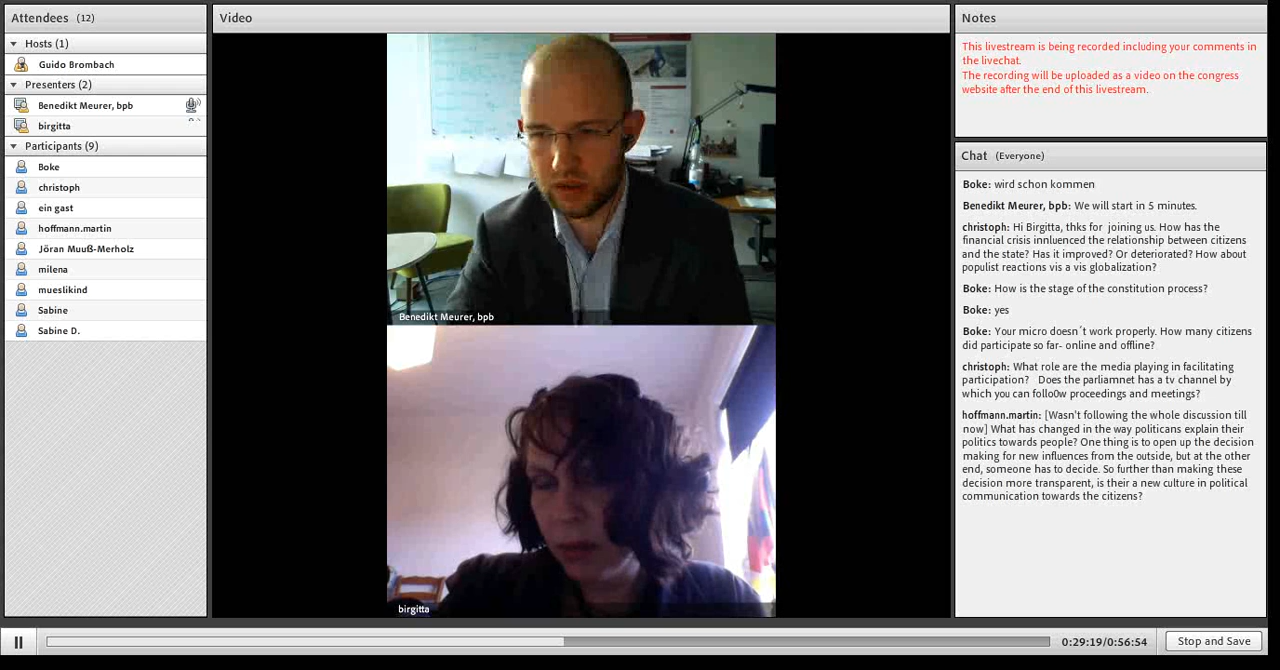 Attendees (12)
Hosts (1)
Guido Brombach
Presenters (2)
Benedikt Meurer, bpb
birgitta
Participants (9)
Boke
christoph
ein gast
hoffmann.martin
Jöran Muuß-Merholz
milena
mueslikind
Sabine
Sabine D.
Video
Benedikt Meurer, bpb
birgitta
Notes
This livestream is being recorded including your comments in
the livechat.
The recording will be uploaded as a video on the congress
website after the end of this livestream.
Chat (Everyone)
Boke: wird schon kommen
Benedikt Meurer, bpb: We will start in 5 minutes.
christoph: Hi Birgitta, thks for joining us. How has the
financial crisis innluenced the relationship between citizens
and the state? Has it improved? Or deteriorated? How about
populist reactions vis a vis globalization?
Boke: How is the stage of the constitution process?
Boke: yes
Boke: Your micro doesn´t work properly. How many citizens
did participate so far- online and offline?
christoph: What role are the media playing in facilitating
participation? Does the parliamnet has a tv channel by
which you can follo0w proceedings and meetings?
hoffmann.martin: [Wasn't following the whole discussion till
now] What has changed in the way politicans explain their
politics towards people? One thing is to open up the decision
making for new influences from the outside, but at the other
end, someone has to decide. So further than making these
decision more transparent, is their a new culture in political
communication towards the citizens?
0:29:19/0:56:54
Stop and Save